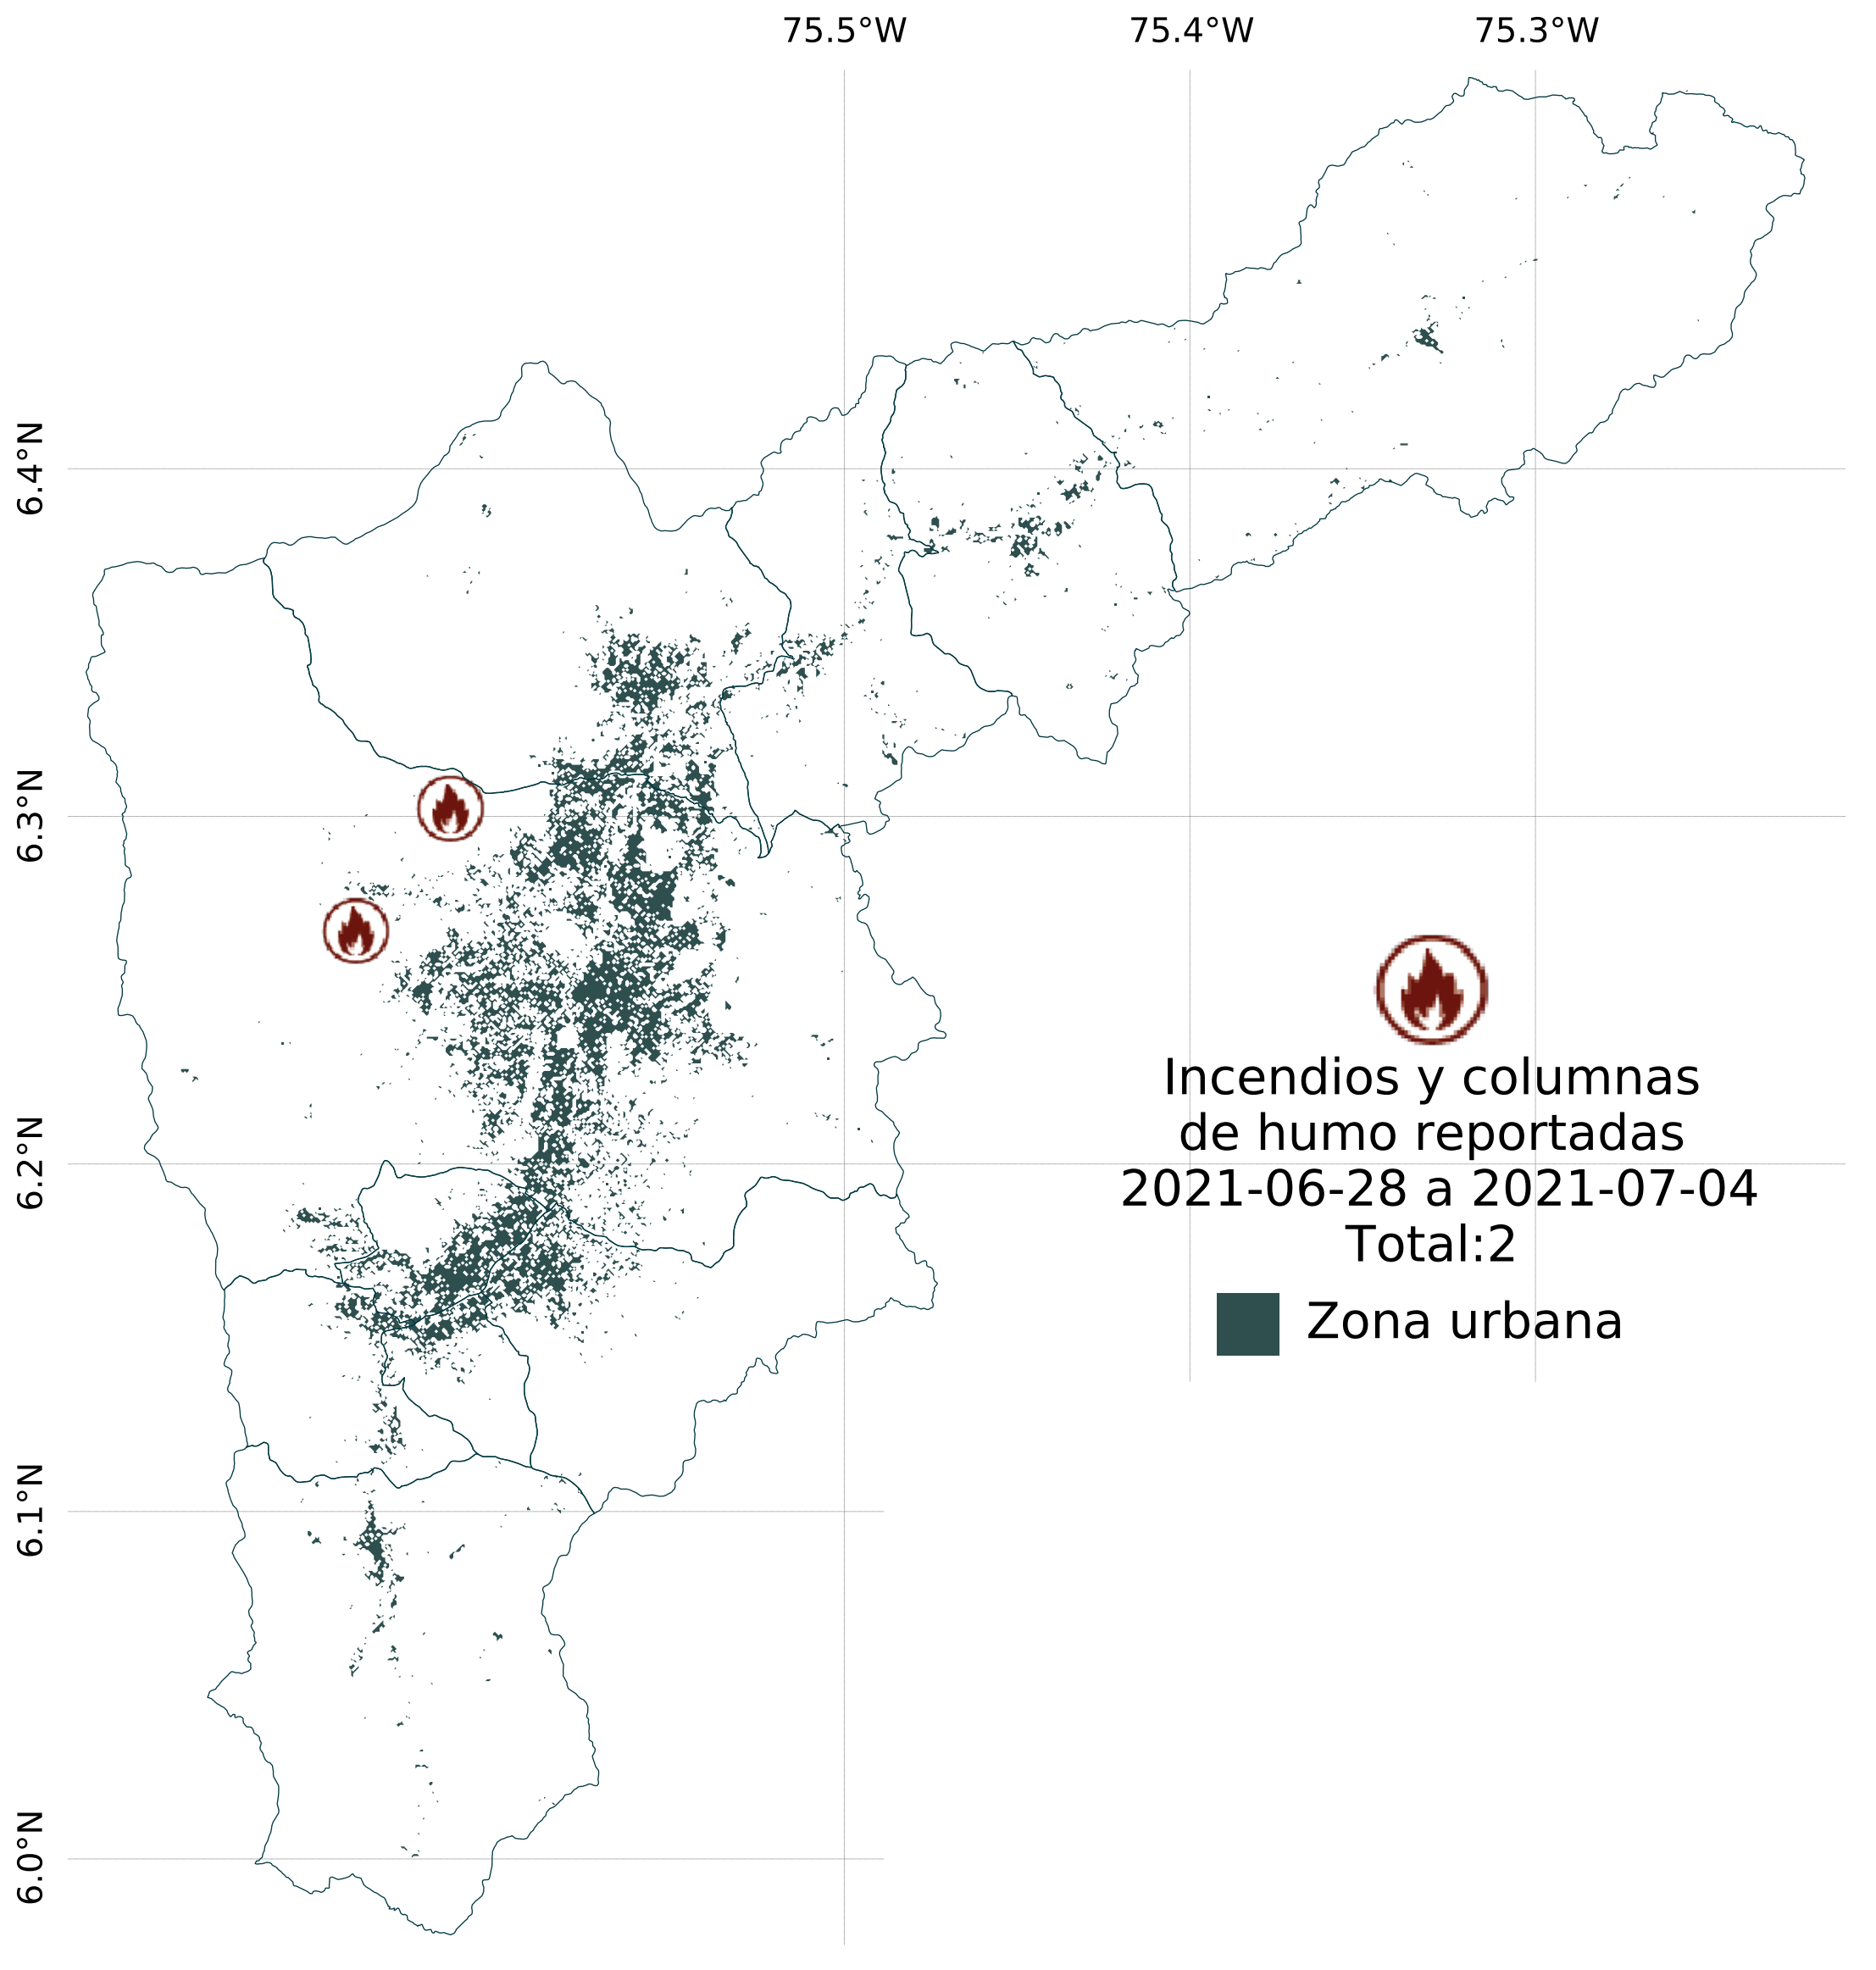 75.5°W 75.4°W 75.3°W
6.4°N
6.3°N
6.2°N
6.1°N
6.0°N
Incendios y columnas
de humo reportadas
2021-06-28 a 2021-07-04
Total:2
Zona urbana